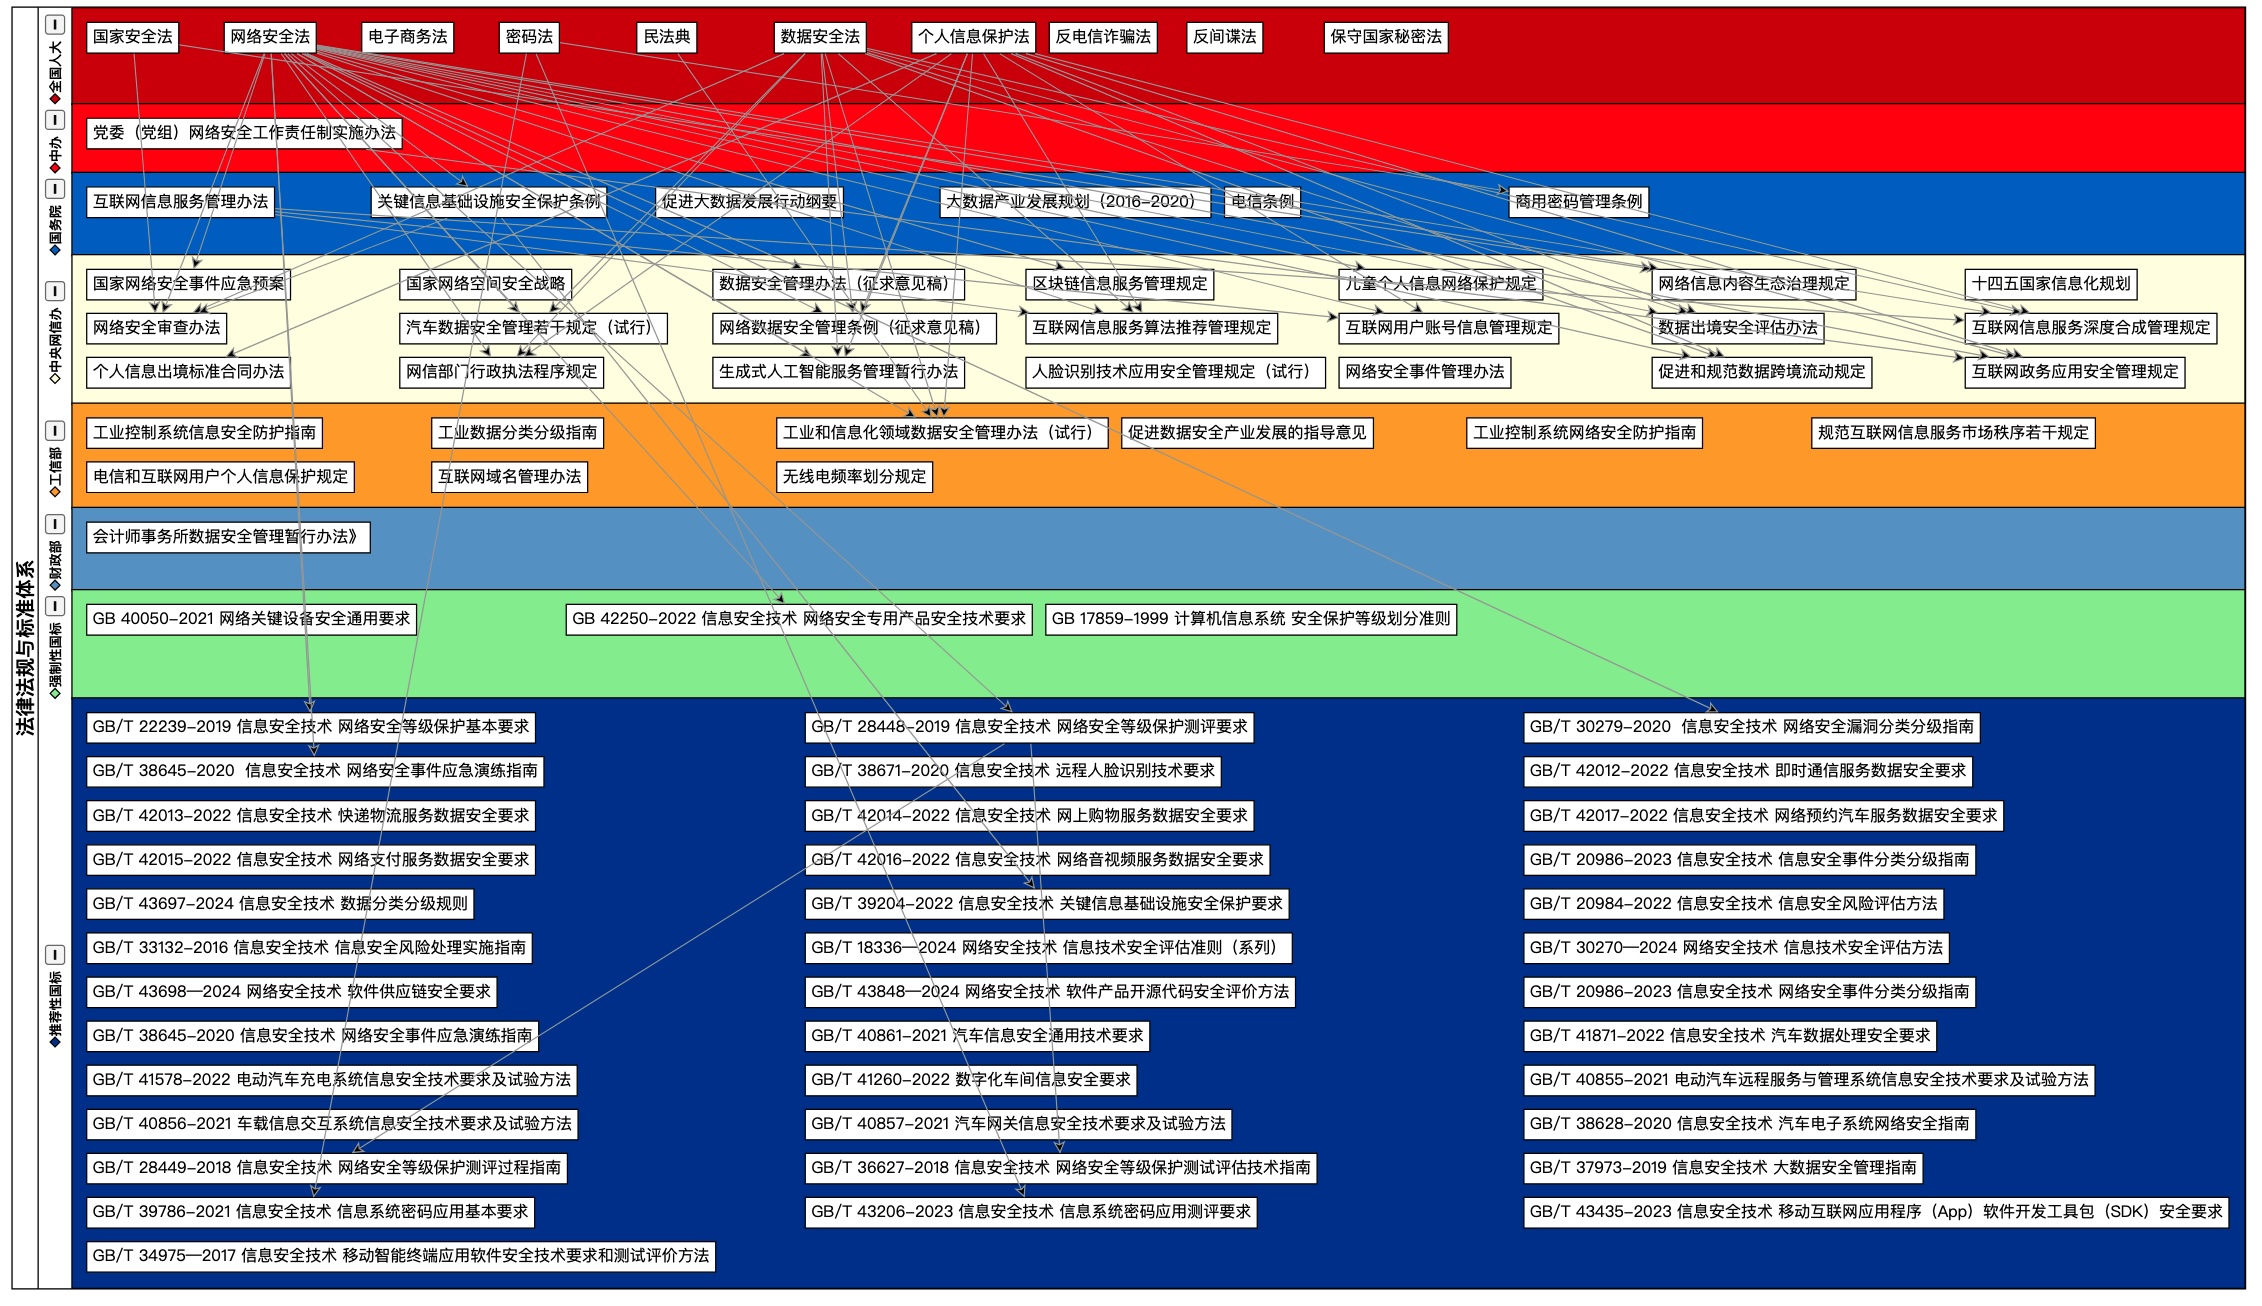 法律法规与标准体系
全国人大
国家安全法
网络安全法
电子商务法
密码法
民法典
数据安全法
个人信息保护法
反电信诈骗法
反间谍法
保守国家秘密法
中办
党委（党组）网络安全工作责任制实施办法
国务院
互联网信息服务管理办法
关键信息基础设施安全保护条例
促进大数据发展行动纲要
大数据产业发展规划（2016–2020）
电信条例
商用密码管理条例
中央网信办
国家网络安全事件应急预案
国家网络空间安全战略
数据安全管理办法（征求意见稿）
区块链信息服务管理规定
儿童个人信息网络保护规定
网络信息内容生态治理规定
十四五国家信息化规划
网络安全审查办法
汽车数据安全管理若干规定（试行）
网络数据安全管理条例（征求意见稿）
互联网信息服务算法推荐管理规定
互联网用户账号信息管理规定
数据出境安全评估办法
互联网信息服务深度合成管理规定
个人信息出境标准合同办法
网信部门行政执法程序规定
生成式人工智能服务管理暂行办法
人脸识别技术应用安全管理规定（试行）
网络安全事件管理办法
促进和规范数据跨境流动规定
互联网政务应用安全管理规定
工信部
工业控制系统信息安全防护指南
工业数据分类分级指南
工业和信息化领域数据安全管理办法（试行）
促进数据安全产业发展的指导意见
工业控制系统网络安全防护指南
规范互联网信息服务市场秩序若干规定
电信和互联网用户个人信息保护规定
互联网域名管理办法
无线电频率划分规定
财政部
会计师事务所数据安全管理暂行办法》
强制性国标
GB 40050–2021 网络关键设备安全通用要求
GB 42250–2022 信息安全技术 网络安全专用产品安全技术要求
GB 17859–1999 计算机信息系统 安全保护等级划分准则
推荐性国标
GB/T 22239–2019 信息安全技术 网络安全等级保护基本要求
GB/T 28448–2019 信息安全技术 网络安全等级保护测评要求
GB/T 30279–2020 信息安全技术 网络安全漏洞分类分级指南
GB/T 38645–2020 信息安全技术 网络安全事件应急演练指南
GB/T 38671–2020 信息安全技术 远程人脸识别技术要求
GB/T 42012–2022 信息安全技术 即时通信服务数据安全要求
GB/T 42013–2022 信息安全技术 快递物流服务数据安全要求
GB/T 42014–2022 信息安全技术 网上购物服务数据安全要求
GB/T 42017–2022 信息安全技术 网络预约汽车服务数据安全要求
GB/T 42015–2022 信息安全技术 网络支付服务数据安全要求
GB/T 42016–2022 信息安全技术 网络音视频服务数据安全要求
GB/T 20986–2023 信息安全技术 信息安全事件分类分级指南
GB/T 43697–2024 信息安全技术 数据分类分级规则
GB/T 39204–2022 信息安全技术 关键信息基础设施安全保护要求
GB/T 20984–2022 信息安全技术 信息安全风险评估方法
GB/T 33132–2016 信息安全技术 信息安全风险处理实施指南
GB/T 18336—2024 网络安全技术 信息技术安全评估准则（系列）
GB/T 30270—2024 网络安全技术 信息技术安全评估方法
GB/T 43698—2024 网络安全技术 软件供应链安全要求
GB/T 43848—2024 网络安全技术 软件产品开源代码安全评价方法
GB/T 20986–2023 信息安全技术 网络安全事件分类分级指南
GB/T 38645–2020 信息安全技术 网络安全事件应急演练指南
GB/T 40861–2021 汽车信息安全通用技术要求
GB/T 41871–2022 信息安全技术 汽车数据处理安全要求
GB/T 41578–2022 电动汽车充电系统信息安全技术要求及试验方法
GB/T 41260–2022 数字化车间信息安全要求
GB/T 40855–2021 电动汽车远程服务与管理系统信息安全技术要求及试验方法
GB/T 40856–2021 车载信息交互系统信息安全技术要求及试验方法
GB/T 40857–2021 汽车网关信息安全技术要求及试验方法
GB/T 38628–2020 信息安全技术 汽车电子系统网络安全指南
GB/T 28449–2018 信息安全技术 网络安全等级保护测评过程指南
GB/T 36627–2018 信息安全技术 网络安全等级保护测试评估技术指南
GB/T 37973–2019 信息安全技术 大数据安全管理指南
GB/T 39786–2021 信息安全技术 信息系统密码应用基本要求
GB/T 43206–2023 信息安全技术 信息系统密码应用测评要求
GB/T 43435–2023 信息安全技术 移动互联网应用程序（App）软件开发工具包（SDK）安全要求
GB/T 34975—2017 信息安全技术 移动智能终端应用软件安全技术要求和测试评价方法